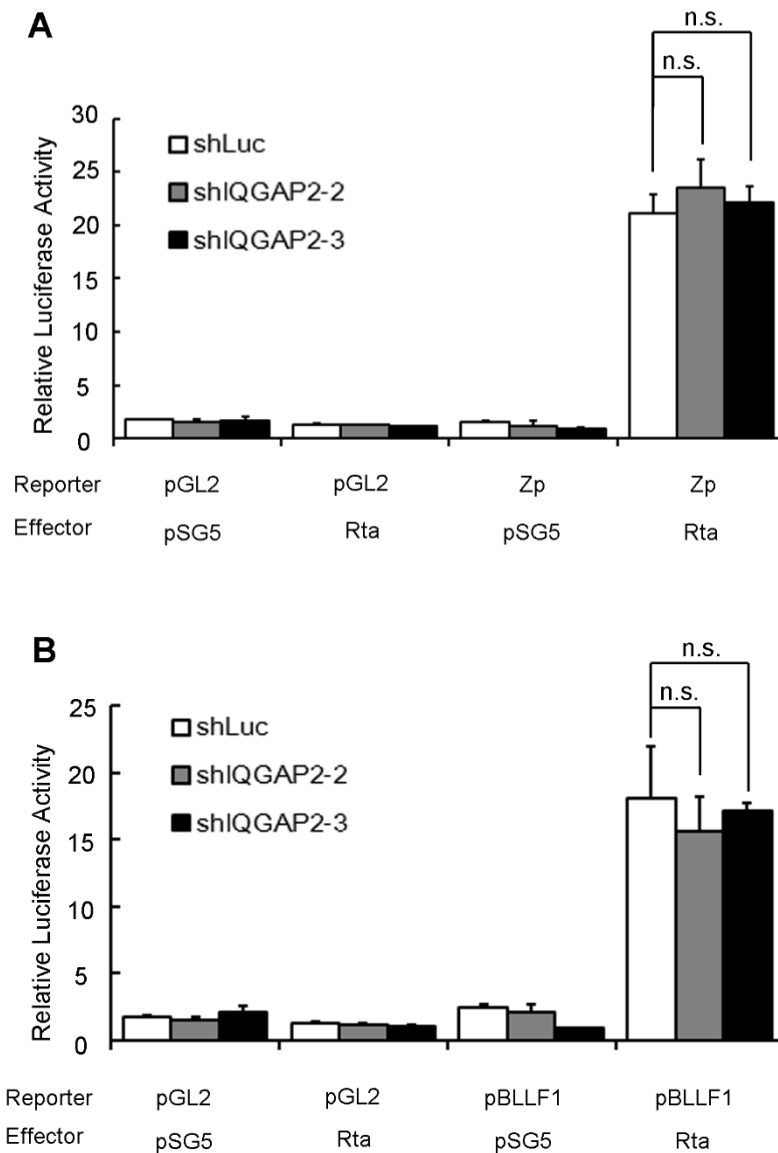 A
n.s.
n.s.
Relative Luciferase Activity
30
25
20
15
10
5
0
shLuc
shIQGAP2-2
shIQGAP2-3
Reporter pGL2 pGL2 Zp Zp
Effector pSG5 Rta pSG5 Rta
B
n.s.
n.s.
Relative Luciferase Activity
25
20
15
10
5
0
shLuc
shIQGAP2-2
shIQGAP2-3
Reporter pGL2 pGL2 pBLLF1 pBLLF1
Effector pSG5 Rta pSG5 Rta